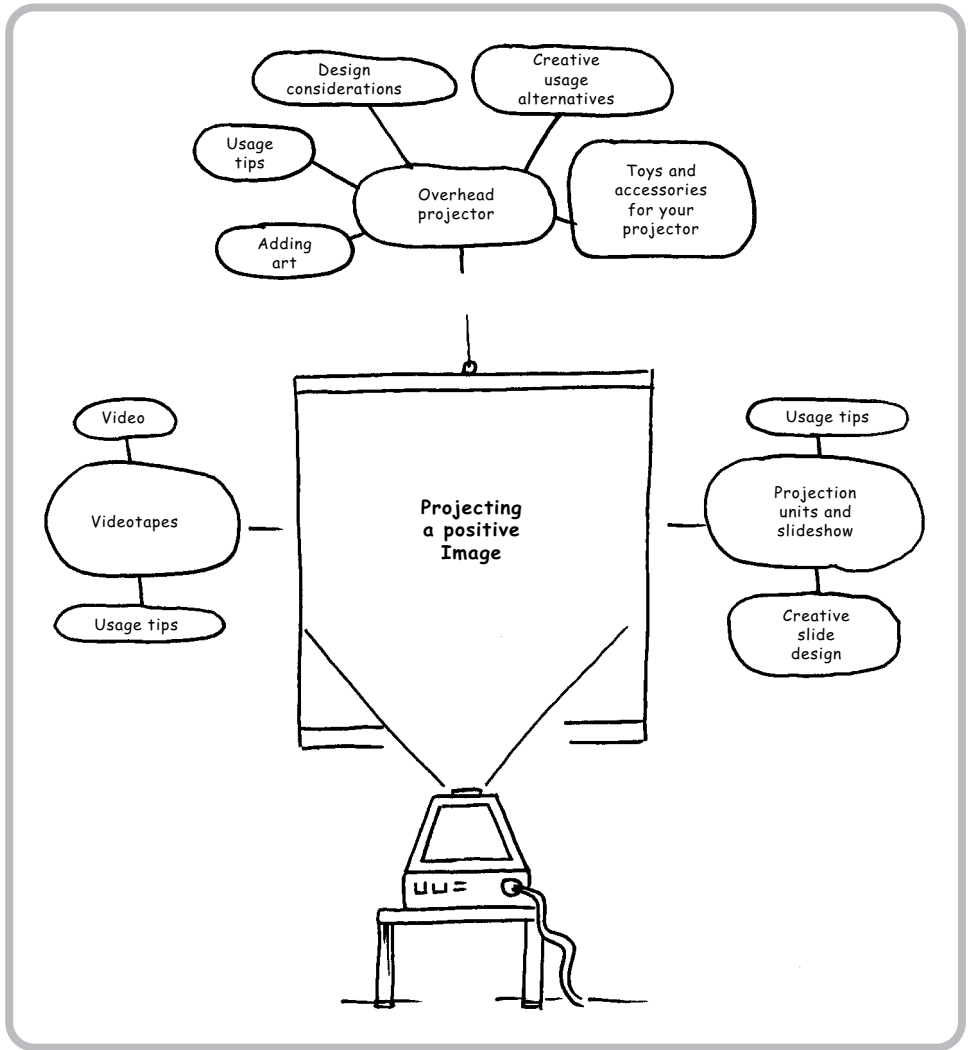 Design
considerations
Creative
usage
alternatives
Usage
tips
Overhead
projector
Toys and
accessories
for your
projector
Adding
art
Video
Videotapes
Usage tips
Projecting
a positive
Image
Usage tips
Projection
units and
slideshow
Creative
slide
design